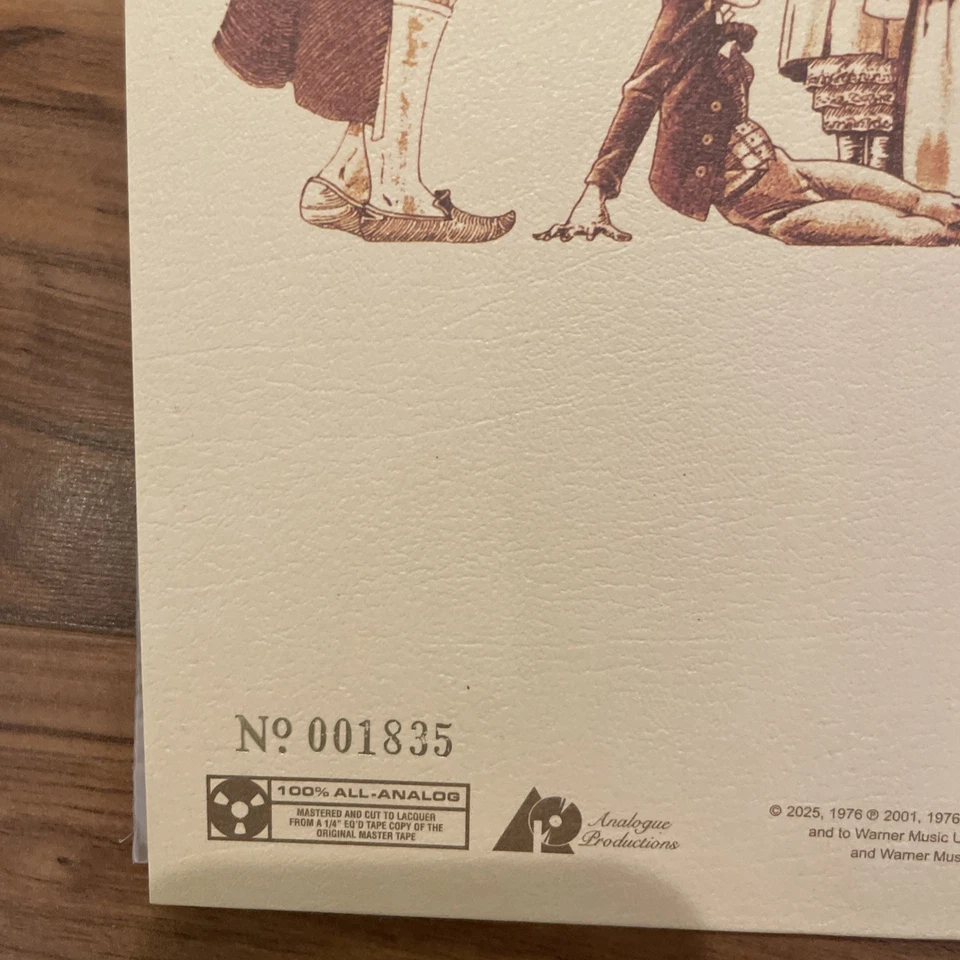 Nº 001835
100% ALL-ANALOG
MASTERED AND CUT TO LACQUER
FROM A 1/4" EQ'D TAPE COPY OF THE
ORIGINAL MASTER TAPE
Analogue
Productions
© 2025, 1976 ℗ 2001, 1976
and to Warner Music
and Warner